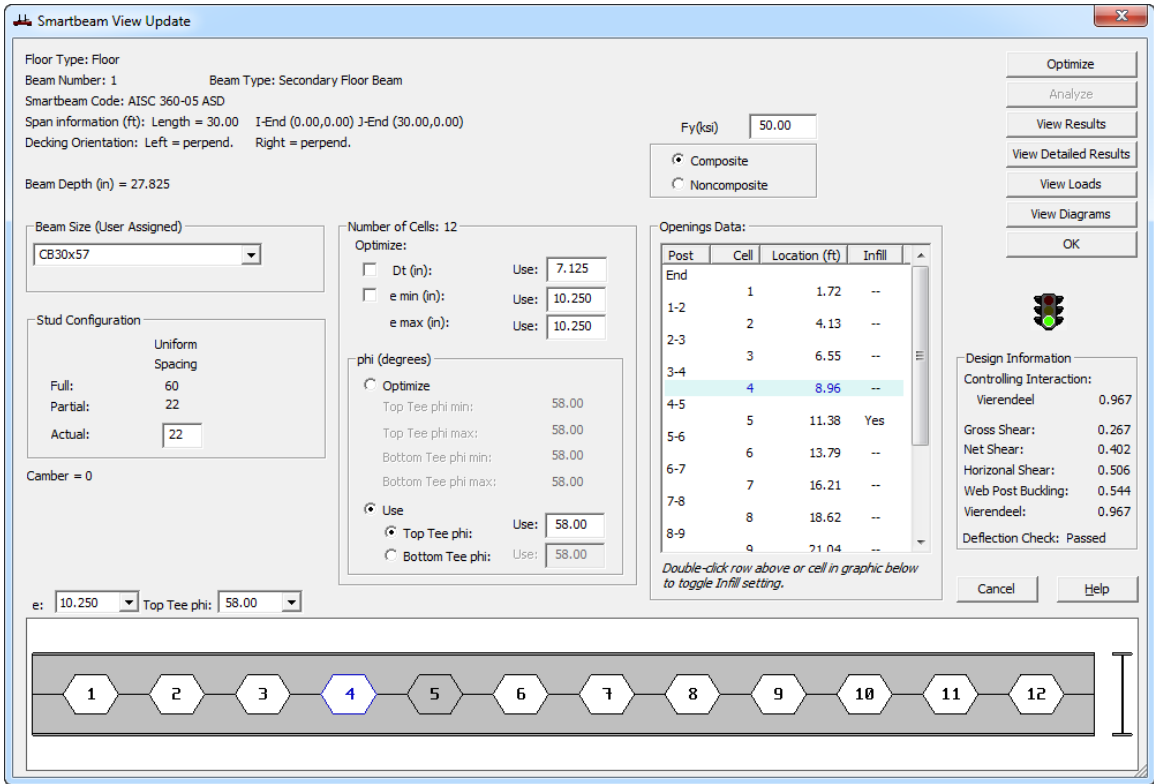 Smartbeam View Update
Floor Type: Floor
Beam Number: 1 Beam Type: Secondary Floor Beam
Smartbeam Code: AISC 360-05 ASD
Span information (ft): Length = 30.00 I-End (0.00,0.00) J-End (30.00,0.00)
Decking Orientation: Left = perpend. Right = perpend.
Beam Depth (in) = 27.825
Fy(ksi) 50.00
Composite
Noncomposite
Optimize
Analyze
View Results
View Detailed Results
View Loads
View Diagrams
OK
Beam Size (User Assigned)
CB30x57
Stud Configuration
Uniform
Spacing
Full: 60
Partial: 22
Actual: 22
Camber = 0
Number of Cells: 12
Optimize:
Dt (in): Use: 7.125
e min (in): Use: 10.250
e max (in): Use: 10.250
phi (degrees)
Optimize
Top Tee phi min: 58.00
Top Tee phi max: 58.00
Bottom Tee phi min: 58.00
Bottom Tee phi max: 58.00
Use
Top Tee phi: Use: 58.00
Bottom Tee phi: Use: 58.00
Openings Data:
Post Cell Location (ft) Infill
End
1 1.72 --
1-2
2 4.13 --
2-3
3 6.55 --
3-4
4 8.96 --
4-5
5 11.38 Yes
5-6
6 13.79 --
6-7
7 16.21 --
7-8
8 18.62 --
8-9
9 21.04 --
Double-click row above or cell in graphic below
to toggle Infill setting.
Design Information
Controlling Interaction:
Vierendeel 0.967
Gross Shear: 0.267
Net Shear: 0.402
Horizonal Shear: 0.506
Web Post Buckling: 0.544
Vierendeel: 0.967
Deflection Check: Passed
Cancel
Help
e: 10.250 Top Tee phi: 58.00
1 2 3 4 5 6 7 8 9 10 11 12